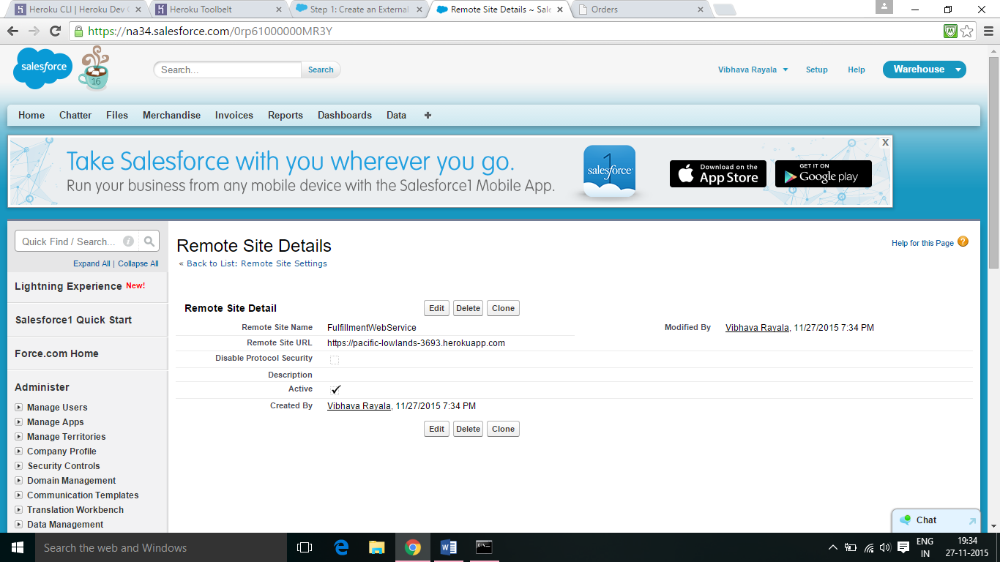 Heroku CLI | Heroku Dev C
Heroku Toolbelt
Step 1: Create an External
Remote Site Details ~ Sale
Orders
https://na34.salesforce.com/0rp61000000MR3Y
salesforce
16
Search...
Search
Vibhava Rayala
Setup
Help
Warehouse
Home Chatter Files Merchandise Invoices Reports Dashboards Data
Take Salesforce with you wherever you go.
Run your business from any mobile device with the Salesforce1 Mobile App.
1
salesforce
Download on the
App Store
GET IT ON
Google play
X
Quick Find / Search...
Expand All | Collapse All
Lightning Experience New!
Salesforce1 Quick Start
Force.com Home
Administer
Manage Users
Manage Apps
Manage Territories
Company Profile
Security Controls
Domain Management
Communication Templates
Translation Workbench
Data Management
Remote Site Details
Help for this Page
« Back to List: Remote Site Settings
Remote Site Detail
Edit Delete Clone
Remote Site Name FulfillmentWebService
Modified By Vibhava Rayala, 11/27/2015 7:34 PM
Remote Site URL https://pacific-lowlands-3693.herokuapp.com
Disable Protocol Security
Description
Active
Created By Vibhava Rayala, 11/27/2015 7:34 PM
Edit Delete Clone
Chat
Search the web and Windows
ENG
IN
19:34
27-11-2015